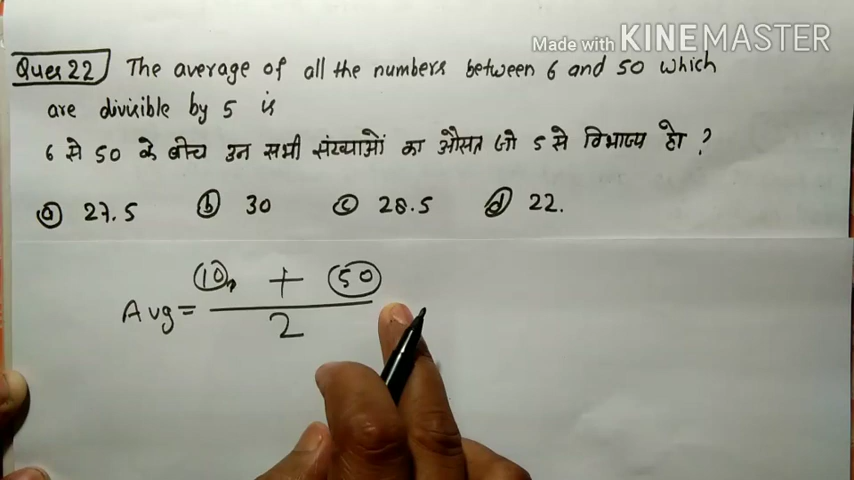 Made with KINEMASTER
Ques 22 The average of all the numbers between 6 and 50 which
are divisible by 5 is
6 से 50 के बीच उन सभी संख्याओं का औसत जो 5 से विभाज्य हो ?
a 27.5 b 30 c 28.5 d 22.
10 + 50
Avg =
2